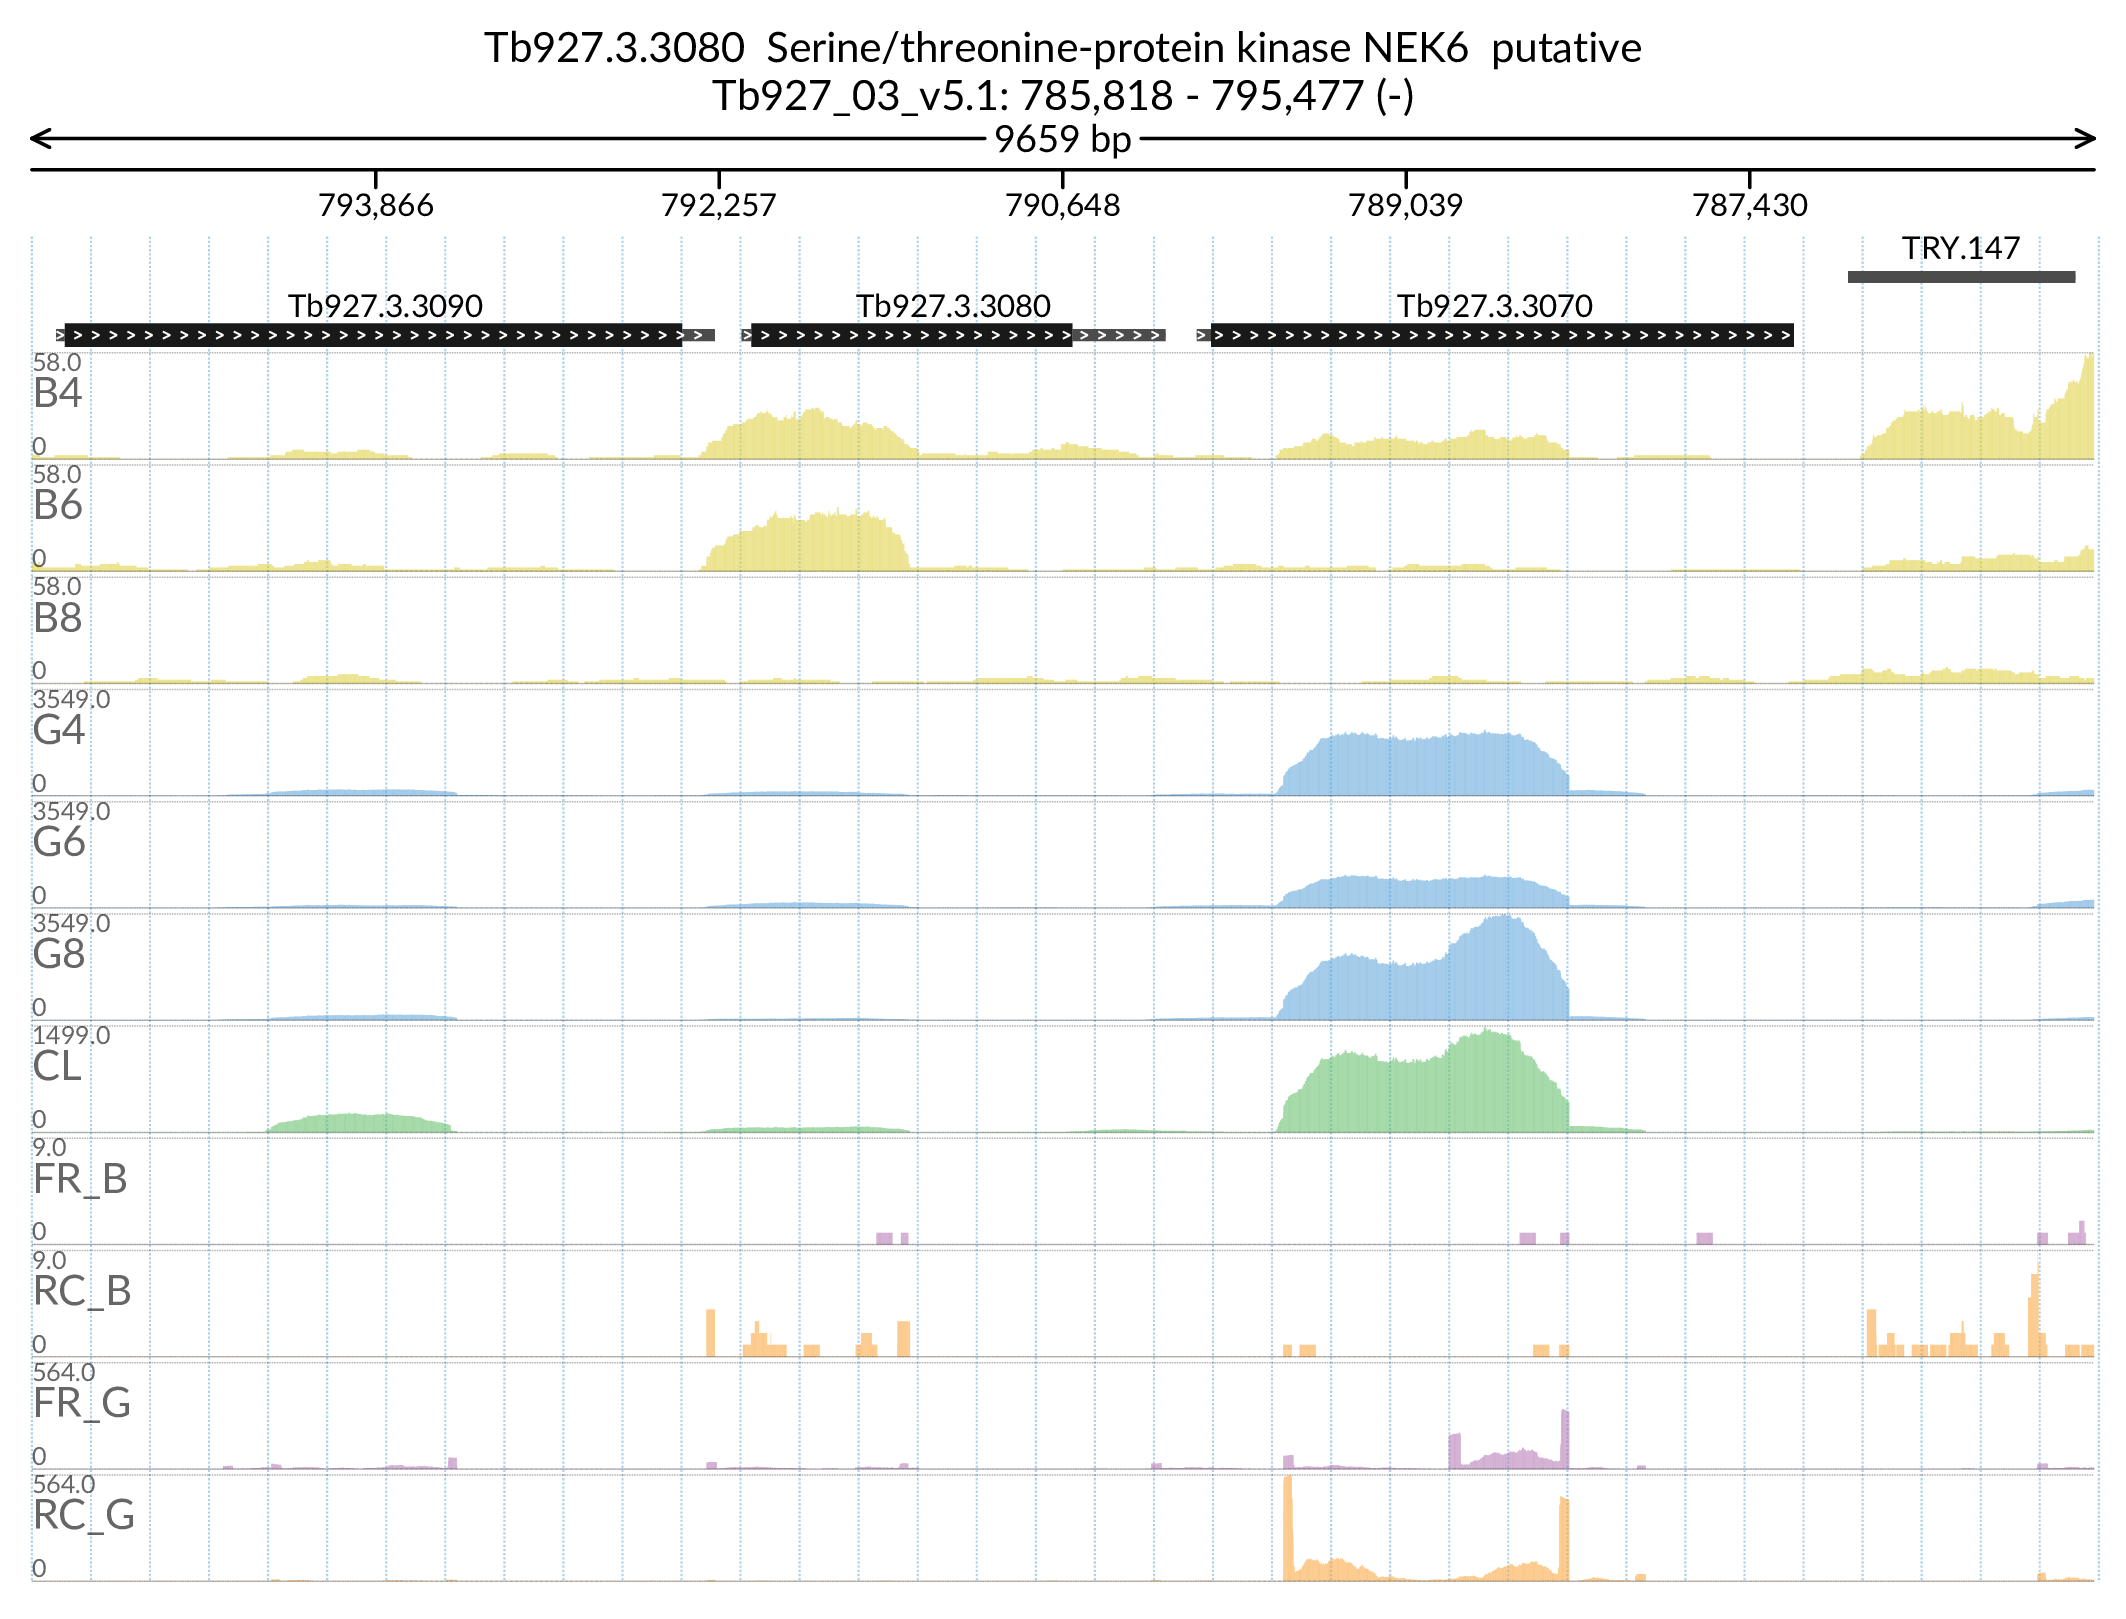 Tb927.3.3080 Serine/threonine-protein kinase NEK6 putative
Tb927_03_v5.1: 785,818 - 795,477 (-)
9659 bp
793,866 792,257 790,648 789,039 787,430
TRY.147
Tb927.3.3090 Tb927.3.3080 Tb927.3.3070
58.0
B4
0
58.0
B6
0
58.0
B8
0
3549.0
G4
0
3549.0
G6
0
3549.0
G8
0
1499.0
CL
0
9.0
FR_B
0
9.0
RC_B
0
564.0
FR_G
0
564.0
RC_G
0